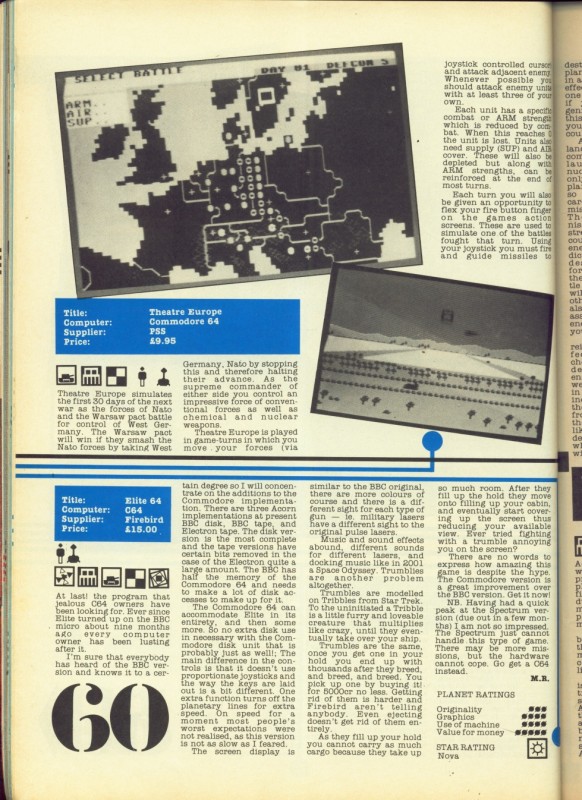 SELECT BATTLE DAY 01 DEFCON 5
ARM
AIR
SUP
Title: Theatre Europe
Computer: Commodore 64
Supplier: PSS
Price: £9.95
Theatre Europe simulates
the first 30 days of the next
war as the forces of Nato
and the Warsaw pact battle
for control of West Ger-
many. The Warsaw pact
will win if they smash the
Nato forces by taking West
Germany, Nato by stopping
this and therefore halting
their advance. As the
supreme commander of
either side you control an
impressive force of conven-
tional forces as well as
chemical and nuclear
weapons.
Theatre Europe is played
in game-turns in which you
move your forces (via
joystick controlled cursor
and attack adjacent enemy.
Whenever possible you
should attack enemy units
with at least three of your
own.
Each unit has a specific
combat or ARM strength
which is reduced by com-
bat. When this reaches
the unit is lost. Units also
need supply (SUP) and AIR
cover. These will also be
depleted but along with
ARM strengths, can be
reinforced at the end of
most turns.
Each turn you will also
be given an opportunity to
flex your fire button finger
on the games action
screens. These are used to
simulate one of the battles
fought that turn. Using
your joystick you must fire
and guide missiles to
Title: Elite 64
Computer: C64
Supplier: Firebird
Price: £15.00
At last! the program that
jealous C64 owners have
been looking for. Ever since
Elite turned up on the BBC
micro about nine months
ago every computer
owner has been lusting
after it.
I'm sure that everybody
has heard of the BBC ver-
sion and knows it to a cer-
60
tain degree so I will concen-
trate on the additions to the
Commodore implementa-
tion. There are three Acorn
implementations at present
BBC disk, BBC tape, and
Electron tape. The disk ver-
sion is the most complete
and the tape versions have
certain bits removed in the
case of the Electron quite a
large amount. The BBC has
half the memory of the
Commodore 64 and needs
to make a lot of disk ac-
cesses to make up for it.
The Commodore 64 can
accommodate Elite in its
entirety, and then some
more. So no extra disk use
in necessary with the Com-
modore disk unit that is
probably just as well!; The
main difference in the con-
trols is that it doesn't use
proportionate joysticks and
the way the keys are laid
out is a bit different. One
extra function turns off the
planetary lines for extra
speed. On speed for a
moment most people's
worst expectations were
not realised, as this version
is not as slow as I feared.
The screen display is
similar to the BBC original,
there are more colours of
course and there is a dif-
ferent sight for each type of
gun — ie. military lasers
have a different sight to the
original pulse lasers.
Music and sound effects
abound, different sounds
for different lasers, and
docking music like in 2001
a Space Odyssey. Trumbles
are another problem
altogether.
Trumbles are modelled
on Tribbles from Star Trek.
To the uninitiated a Tribble
is a little furry and loveable
creature that multiplies
like crazy, until they even-
tually take over your ship.
Trumbles are the same,
once you get one in your
hold you end up with
thousands after they breed,
and breed, and breed. You
pick up one by buying it!
for 5000cr no less. Getting
rid of them is harder and
Firebird aren't telling
anybody. Even ejecting
doesn't get rid of them en-
tirely.
As they fill up your hold
you cannot carry as much
cargo because they take up
so much room. After they
fill up the hold they move
onto filling up your cabin,
and eventually start cover-
ing up the screen thus
reducing your available
view. Ever tried fighting
with a trumble annoying
you on the screen?
There are no words to
express how amazing this
game is despite the hype.
The Commodore version is
a great improvement over
the BBC version. Get it now!
NB. Having had a quick
peak at the Spectrum ver-
sion (due out in a few mon-
ths) I am not so impressed.
The Spectrum just cannot
handle this type of game.
There may be more mis-
sions, but the hardware
cannot cope. Go get a C64
instead.
M.R.
PLANET RATINGS
Originality
Graphics
Use of machine
Value for money
STAR RATING
Nova